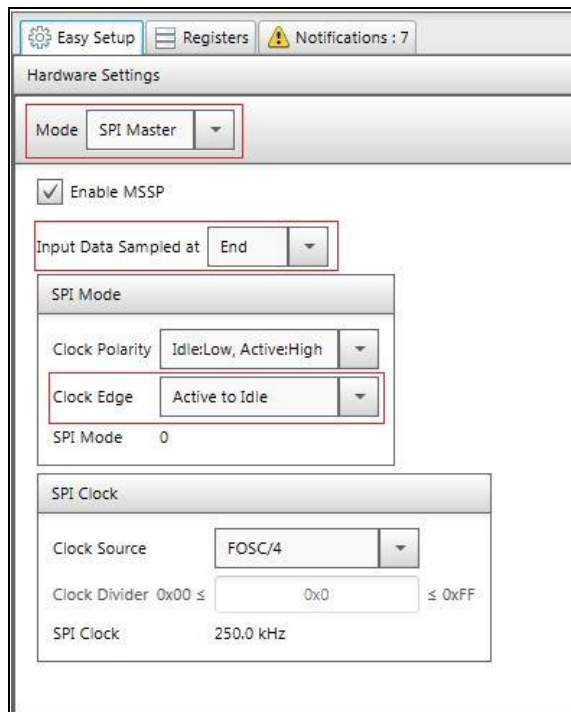 Easy Setup Registers Notifications : 7
Hardware Settings
Mode SPI Master
Enable MSSP
Input Data Sampled at End
SPI Mode
Clock Polarity Idle:Low, Active:High
Clock Edge Active to Idle
SPI Mode 0
SPI Clock
Clock Source FOSC/4
Clock Divider 0x00 ≤ 0x0 ≤ 0xFF
SPI Clock 250.0 kHz